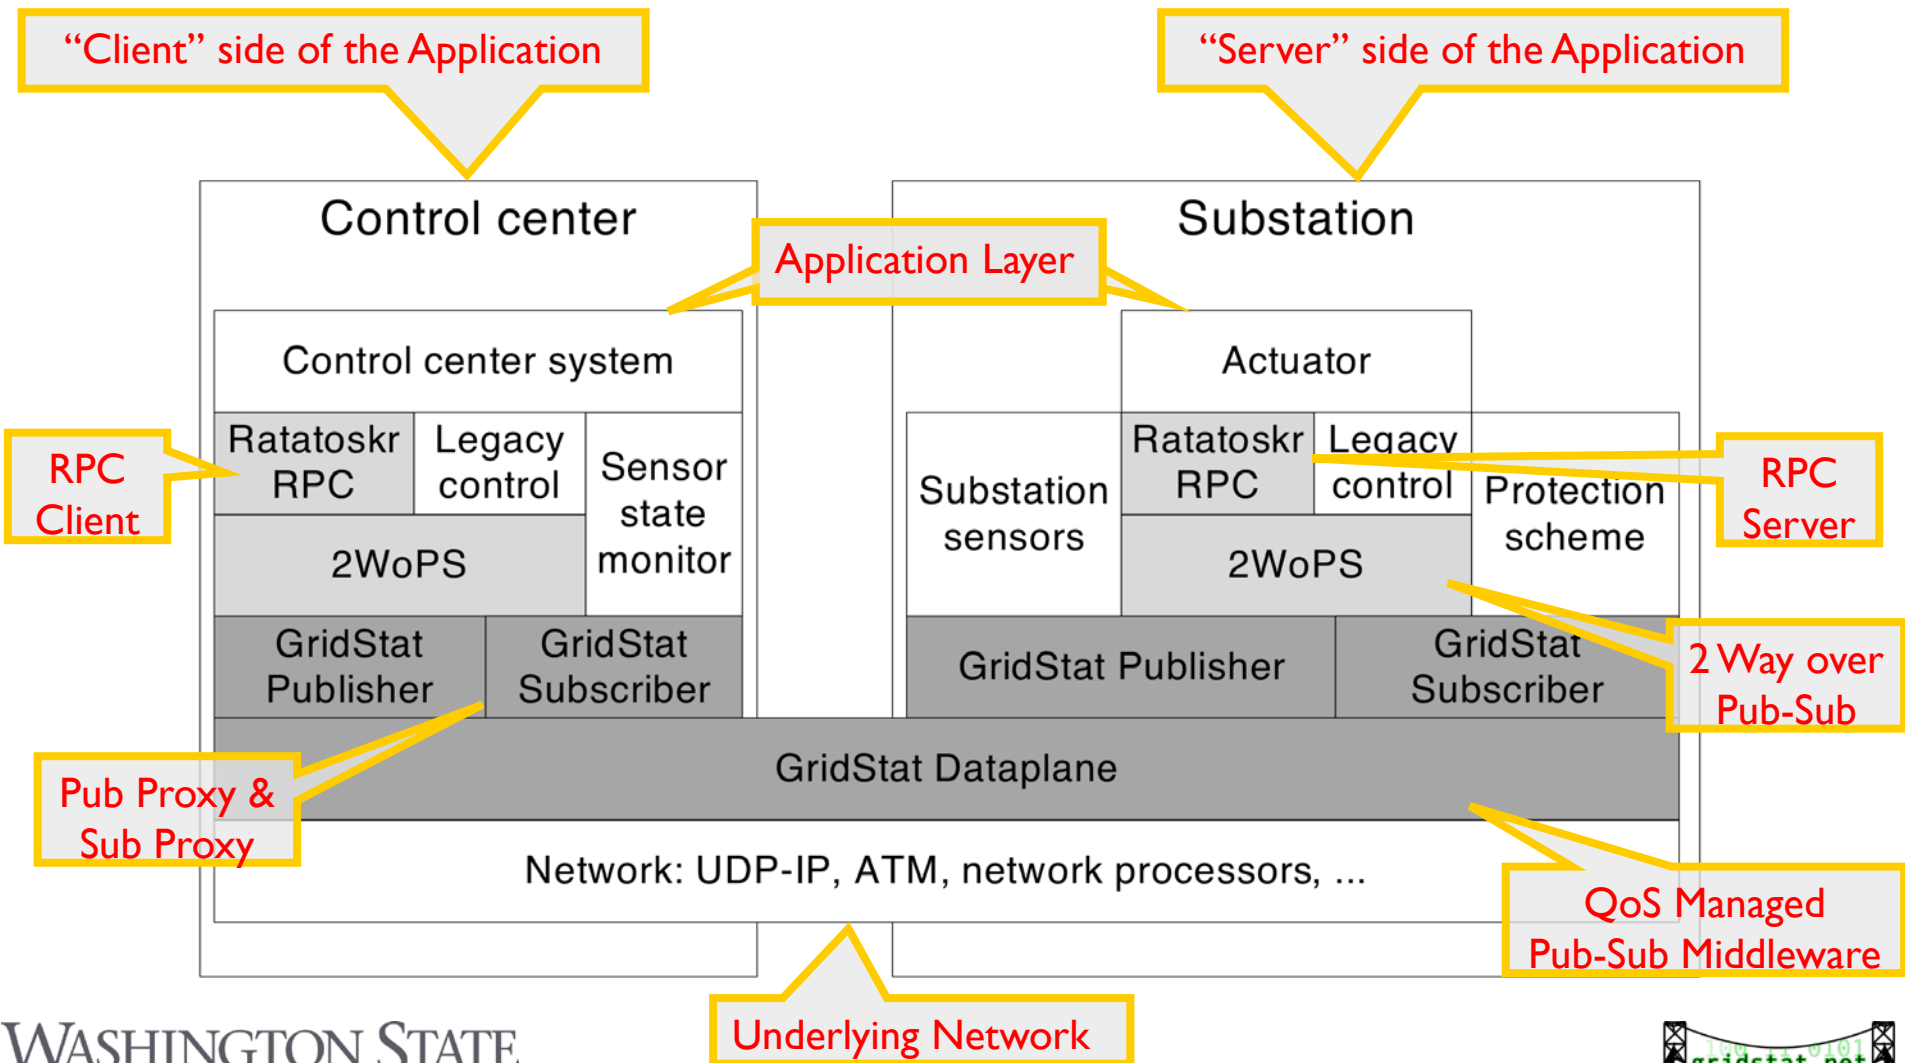 “Client” side of the Application
“Server” side of the Application
Control center
Substation
Application Layer
Control center system
Actuator
Ratatoskr
RPC
Legacy
control
Sensor
state
monitor
Substation
sensors
Ratatoskr
RPC
Legacy
control
Protection
scheme
RPC
Client
RPC
Server
2WoPS
2WoPS
GridStat
Publisher
GridStat
Subscriber
GridStat Publisher
GridStat
Subscriber
2 Way over
Pub-Sub
GridStat Dataplane
Pub Proxy &
Sub Proxy
Network: UDP-IP, ATM, network processors, ...
QoS Managed
Pub-Sub Middleware
Underlying Network
WASHINGTON STATE
gridstat.net